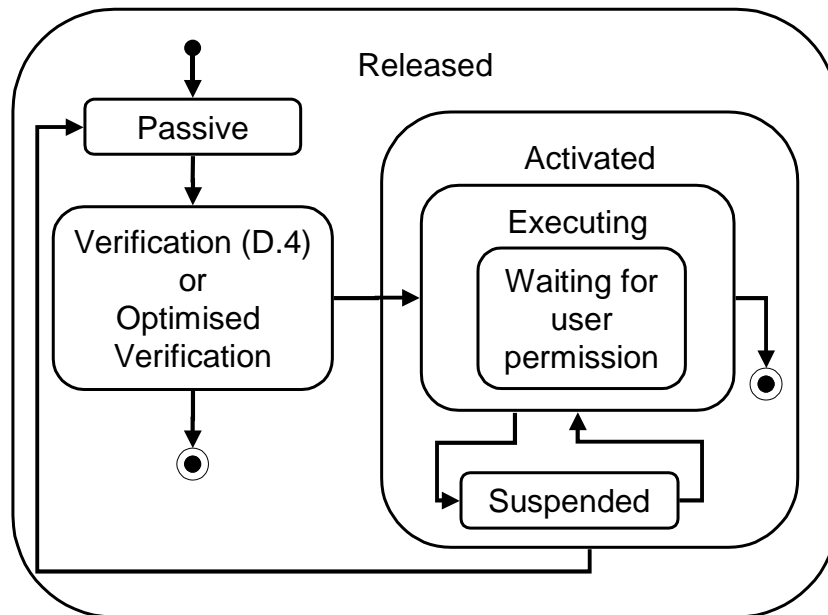 Released
Passive
Activated
Verification (D.4)
or
Optimised
Verification
Executing
Waiting for
user
permission
Suspended